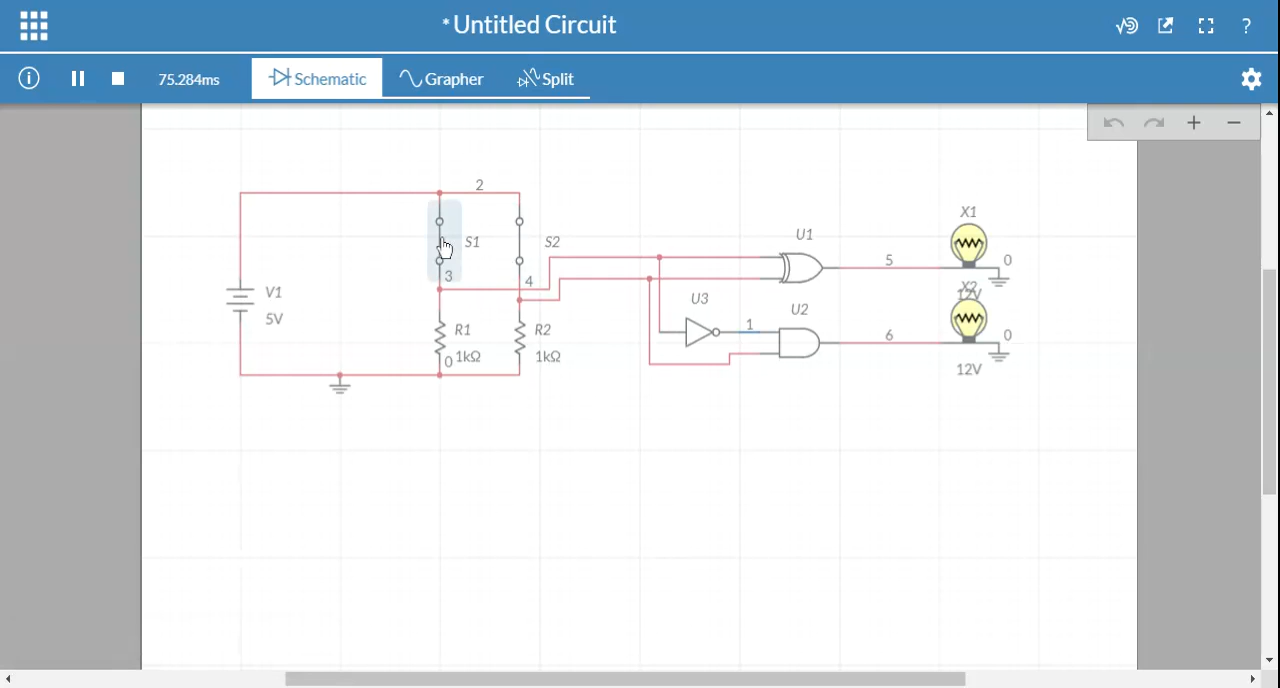 *Untitled Circuit
?
i
75.284ms
Schematic
Grapher
Split
+ −
2
S1
S2
3
4
V1
5V
R1
1kΩ
R2
1kΩ
0
U1
U3
U2
1
5
6
X1
0
12V
X2
0
12V